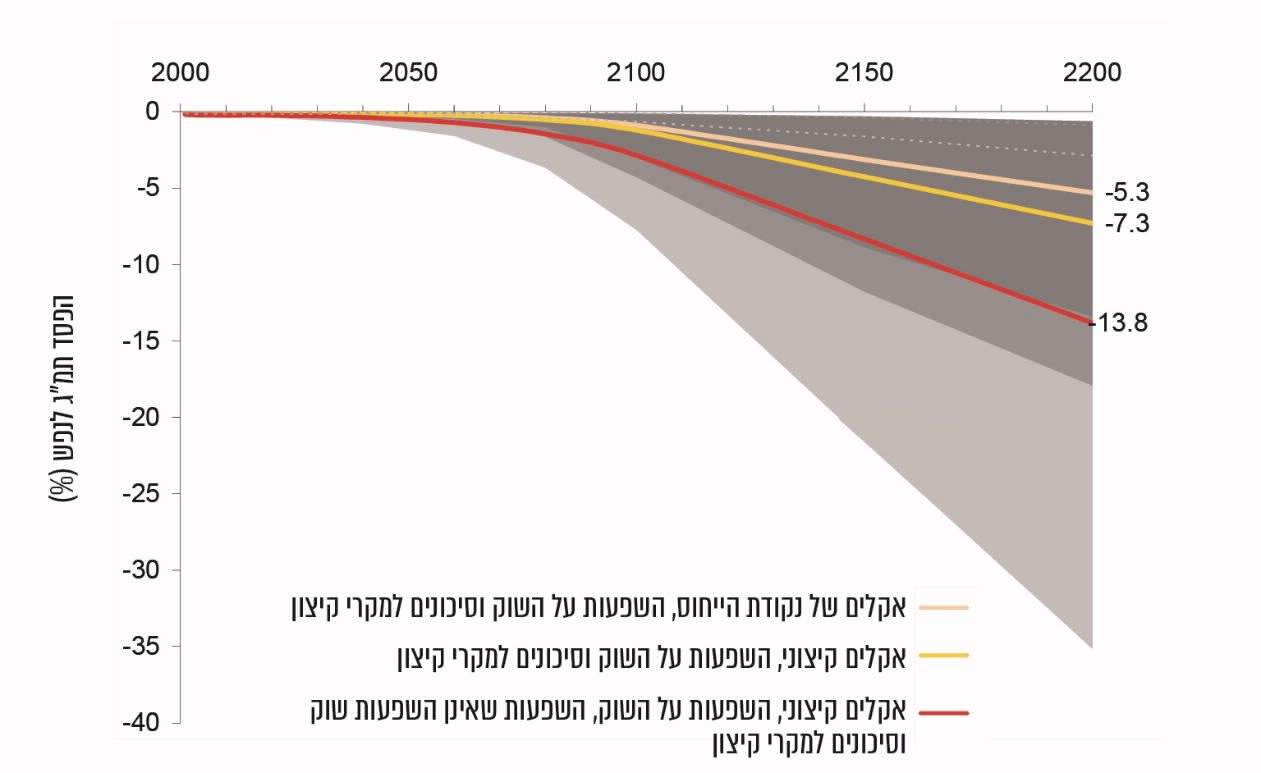 2000 2050 2100 2150 2200
0
-5
-10
-15
-20
-25
-30
-35
-40
הפסד תמ"ג לנפש (%)
-5.3
-7.3
-13.8
אקלים של נקודת הייחוס, השפעות על השוק וסיכונים למקרי קיצון
אקלים קיצוני, השפעות על השוק וסיכונים למקרי קיצון
אקלים קיצוני, השפעות על השוק, השפעות שאינן השפעות שוק
וסיכונים למקרי קיצון